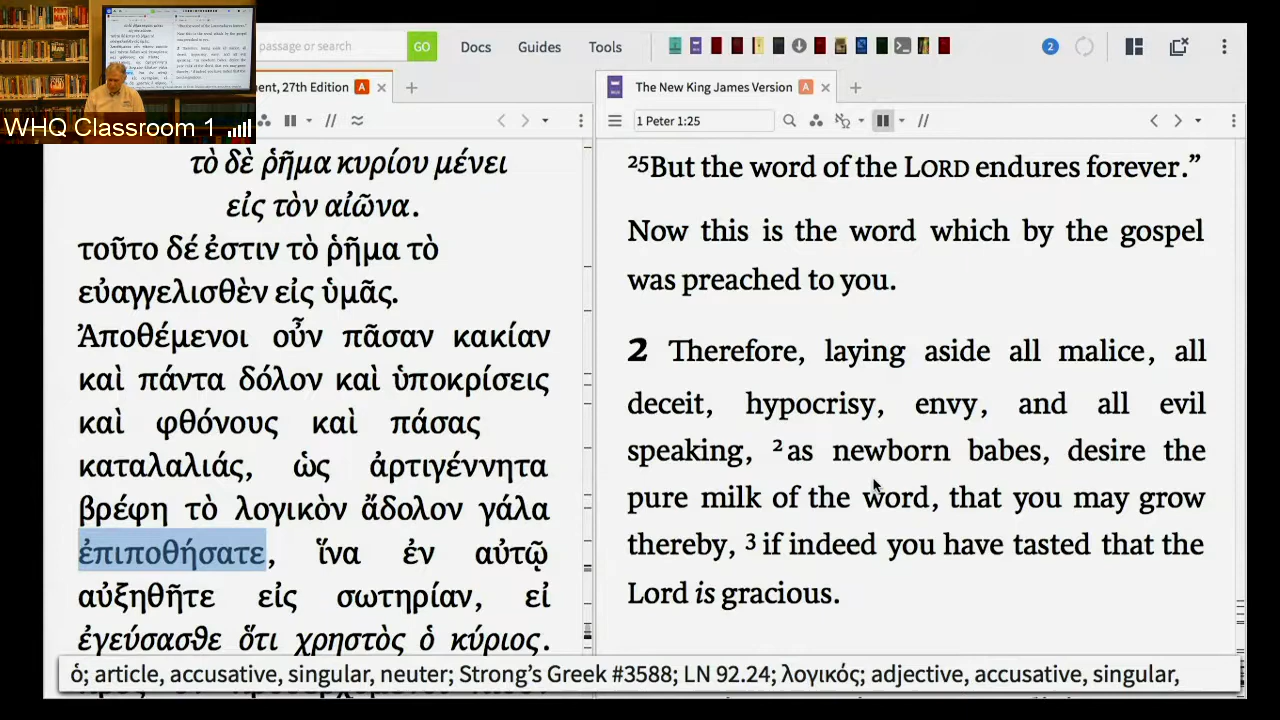 passage or search
GO
Docs
Guides
Tools
2
ment, 27th Edition
A
The New King James Version
A
1 Peter 1:25
WHQ Classroom 1
τὸ δὲ ῥῆμα κυρίου μένει
εἰς τὸν αἰῶνα.
τοῦτο δέ ἐστιν τὸ ῥῆμα τὸ
εὐαγγελισθὲν εἰς ὑμᾶς.
Ἀποθέμενοι οὖν πᾶσαν κακίαν
καὶ πάντα δόλον καὶ ὑποκρίσεις
καὶ φθόνους καὶ πάσας
καταλαλιάς, ὡς ἀρτιγέννητα
βρέφη τὸ λογικὸν ἄδολον γάλα
ἐπιποθήσατε, ἵνα ἐν αὐτῷ
αὐξηθῆτε εἰς σωτηρίαν, εἰ
ἐγεύσασθε ὅτι χρηστὸς ὁ κύριος.
25But the word of the LORD endures forever.”
Now this is the word which by the gospel
was preached to you.
2 Therefore, laying aside all malice, all
deceit, hypocrisy, envy, and all evil
speaking, 2as newborn babes, desire the
pure milk of the word, that you may grow
thereby, 3if indeed you have tasted that the
Lord is gracious.
ὁ; article, accusative, singular, neuter; Strong’s Greek #3588; LN 92.24; λογικός; adjective, accusative, singular,